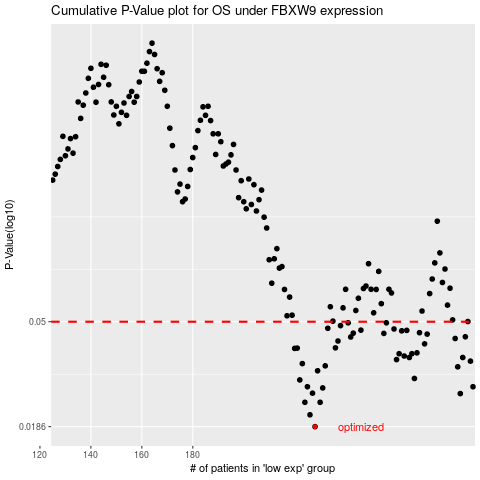 Cumulative P-Value plot for OS under FBXW9 expression
P-Value(log10)
0.05
0.0186
optimized
120 140 160 180
# of patients in 'low exp' group